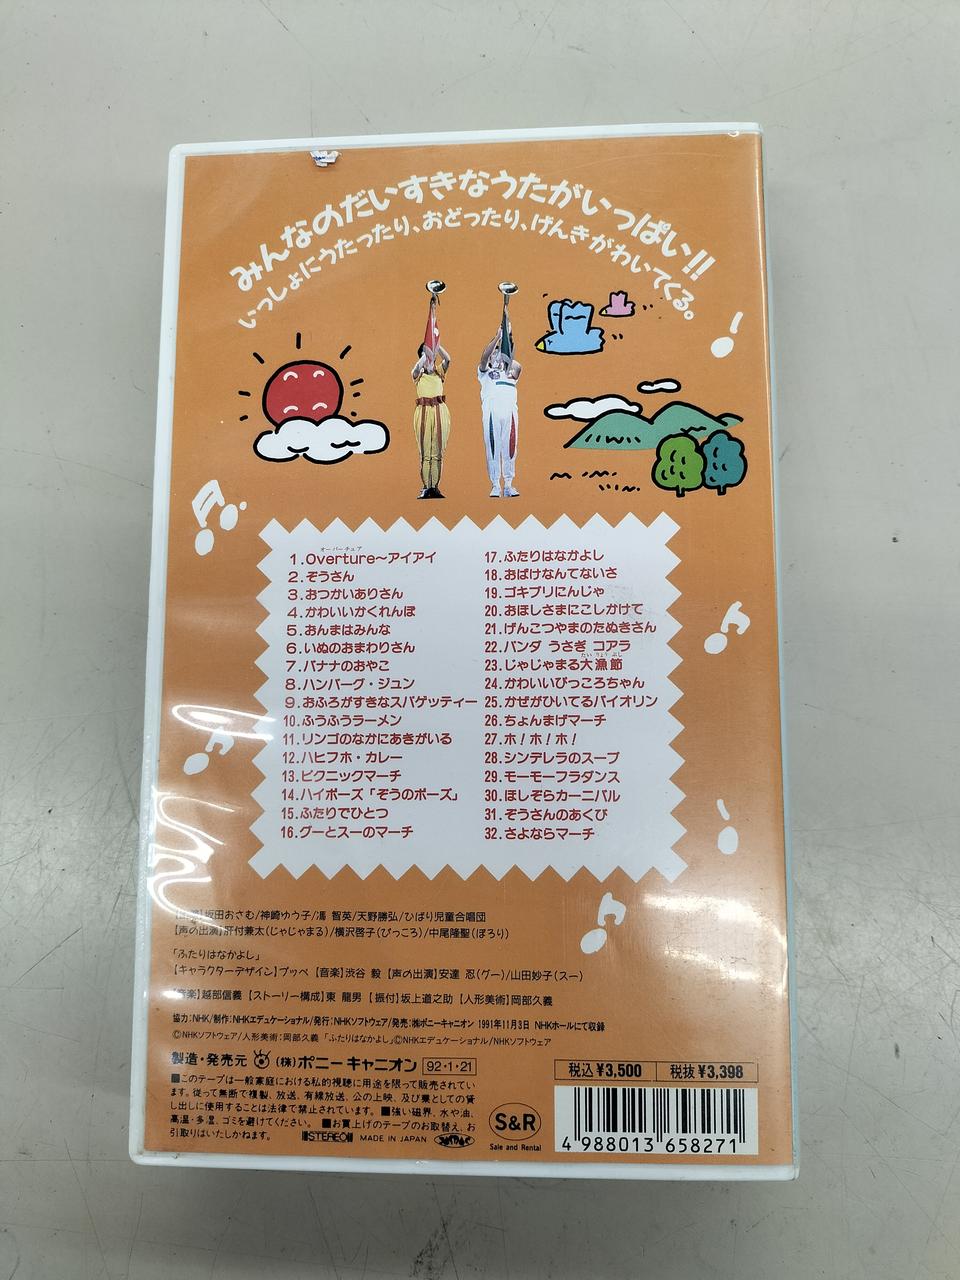 みんなのだいすきなうたがいっぱい!!
いっしょにうたったり、おどったり、げんきがわいてくる。
オーバーチュア
1.Overture～アイアイ
2.ぞうさん
3.おつかいありさん
4.かわいいかくれんぼ
5.おんまはみんな
6.いぬのおまわりさん
7.バナナのおやこ
8.ハンバーグ・ジュン
9.おふろがすきなスパゲッティー
10.ふうふうラーメン
11.リンゴのなかにあきがいる
12.ハヒフホ・カレー
13.ピクニックマーチ
14.ハイポーズ「ぞうのポーズ」
15.ふたりでひとつ
16.グーとスーのマーチ
17.ふたりはなかよし
18.おばけなんてないさ
19.ゴキブリにんじゃ
20.おほしさまにこしかけて
21.げんこつやまのたぬきさん
22.パンダ うさぎ コアラ
たいりょうぶし
23.じゃじゃまる大漁節
24.かわいいぴっころちゃん
25.かぜがひいてるバイオリン
26.ちょんまげマーチ
27.ホ!ホ!ホ!
28.シンデレラのスープ
29.モーモーフラダンス
30.ほしぞらカーニバル
31.ぞうさんのあくび
32.さよならマーチ
坂田おさむ/神崎ゆう子/馮 智英/天野勝弘/ひばり児童合唱団
【声の出演】肝付兼太(じゃじゃまる)/横沢啓子(ぴっころ)/中尾隆聖(ぽろり)
「ふたりはなかよし」
【キャラクターデザイン】プッペ 【音楽】渋谷 毅 【声の出演】安達 忍(グー)/山田妙子(スー)
【音楽】越部信義 【ストーリー構成】東 龍男 【振付】坂上道之助 【人形美術】岡部久義
協力:NHK/制作:NHKエデュケーショナル/発行:NHKソフトウェア/発売:㈱ポニーキャニオン 1991年11月3日 NHKホールにて収録
©NHKソフトウェア/人形美術:岡部久義 「ふたりはなかよし」©NHKエデュケーショナル/NHKソフトウェア
製造・発売元 (株)ポニーキャニオン 92・1・21
税込¥3,500 税抜¥3,398
■このテープは一般家庭における私的視聴に用途を限って販売されてい
ます。従って無断で複製、放送、有線放送、公の上映、及び業としての貸
し出しに使用することは法律で禁止されています。■強い磁界、水や油、
高温・多湿、ゴミを避けてください。■お買上げのテープのお取替え、お
引取りはいたしかねます。
STEREO MADE IN JAPAN
S&R
Sale and Rental
4 988013 658271